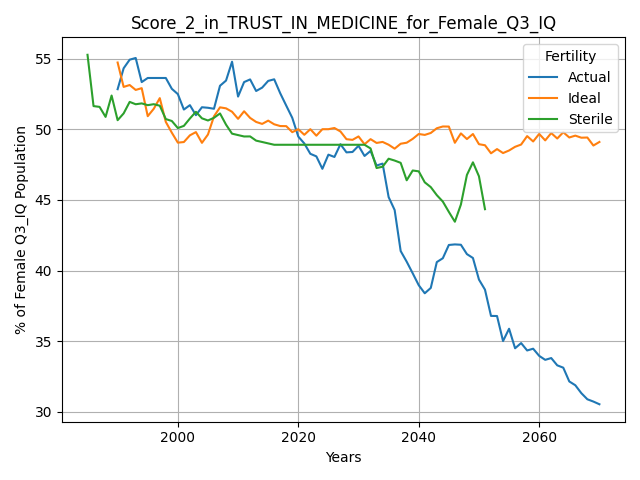 Score_2_in_TRUST_IN_MEDICINE_for_Female_Q3_IQ
Fertility
Actual
Ideal
Sterile
% of Female Q3_IQ Population
55
50
45
40
35
30
2000
2020
2040
2060
Years